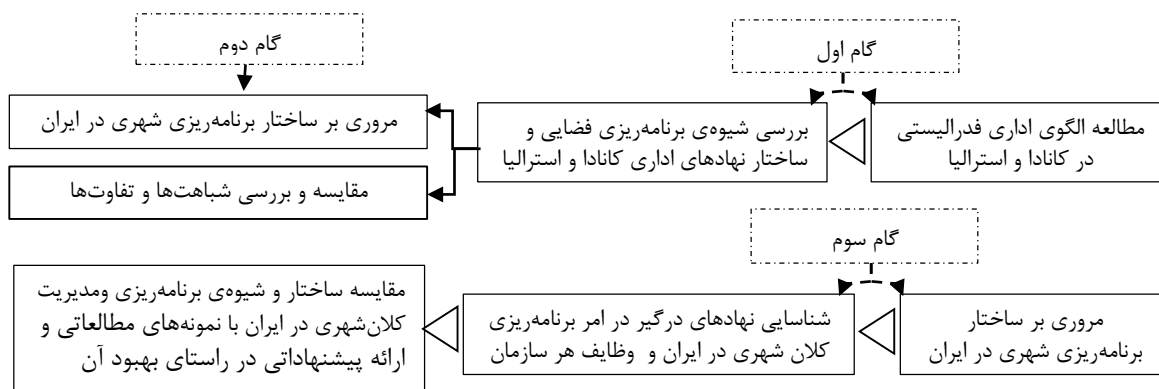 گام اول
گام دوم
مطالعه الگوی اداری فدرالیستی
در کانادا و استرالیا
بررسی شیوه‌ی برنامه‌ریزی فضایی و
ساختار نهادهای اداری کانادا و استرالیا
مروری بر ساختار برنامه‌ریزی شهری در ایران
مقایسه و بررسی شباهت‌ها و تفاوت‌ها
گام سوم
مروری بر ساختار
برنامه‌ریزی شهری در ایران
شناسایی نهادهای درگیر در امر برنامه‌ریزی
کلان شهری در ایران و وظایف هر سازمان
مقایسه ساختار و شیوه‌ی برنامه‌ریزی ومدیریت
کلان‌شهری در ایران با نمونه‌های مطالعاتی و
ارائه پیشنهاداتی در راستای بهبود آن